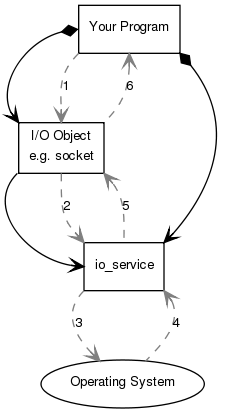 Your Program
1
6
I/O Object
e.g. socket
2
5
io_service
3
4
Operating System